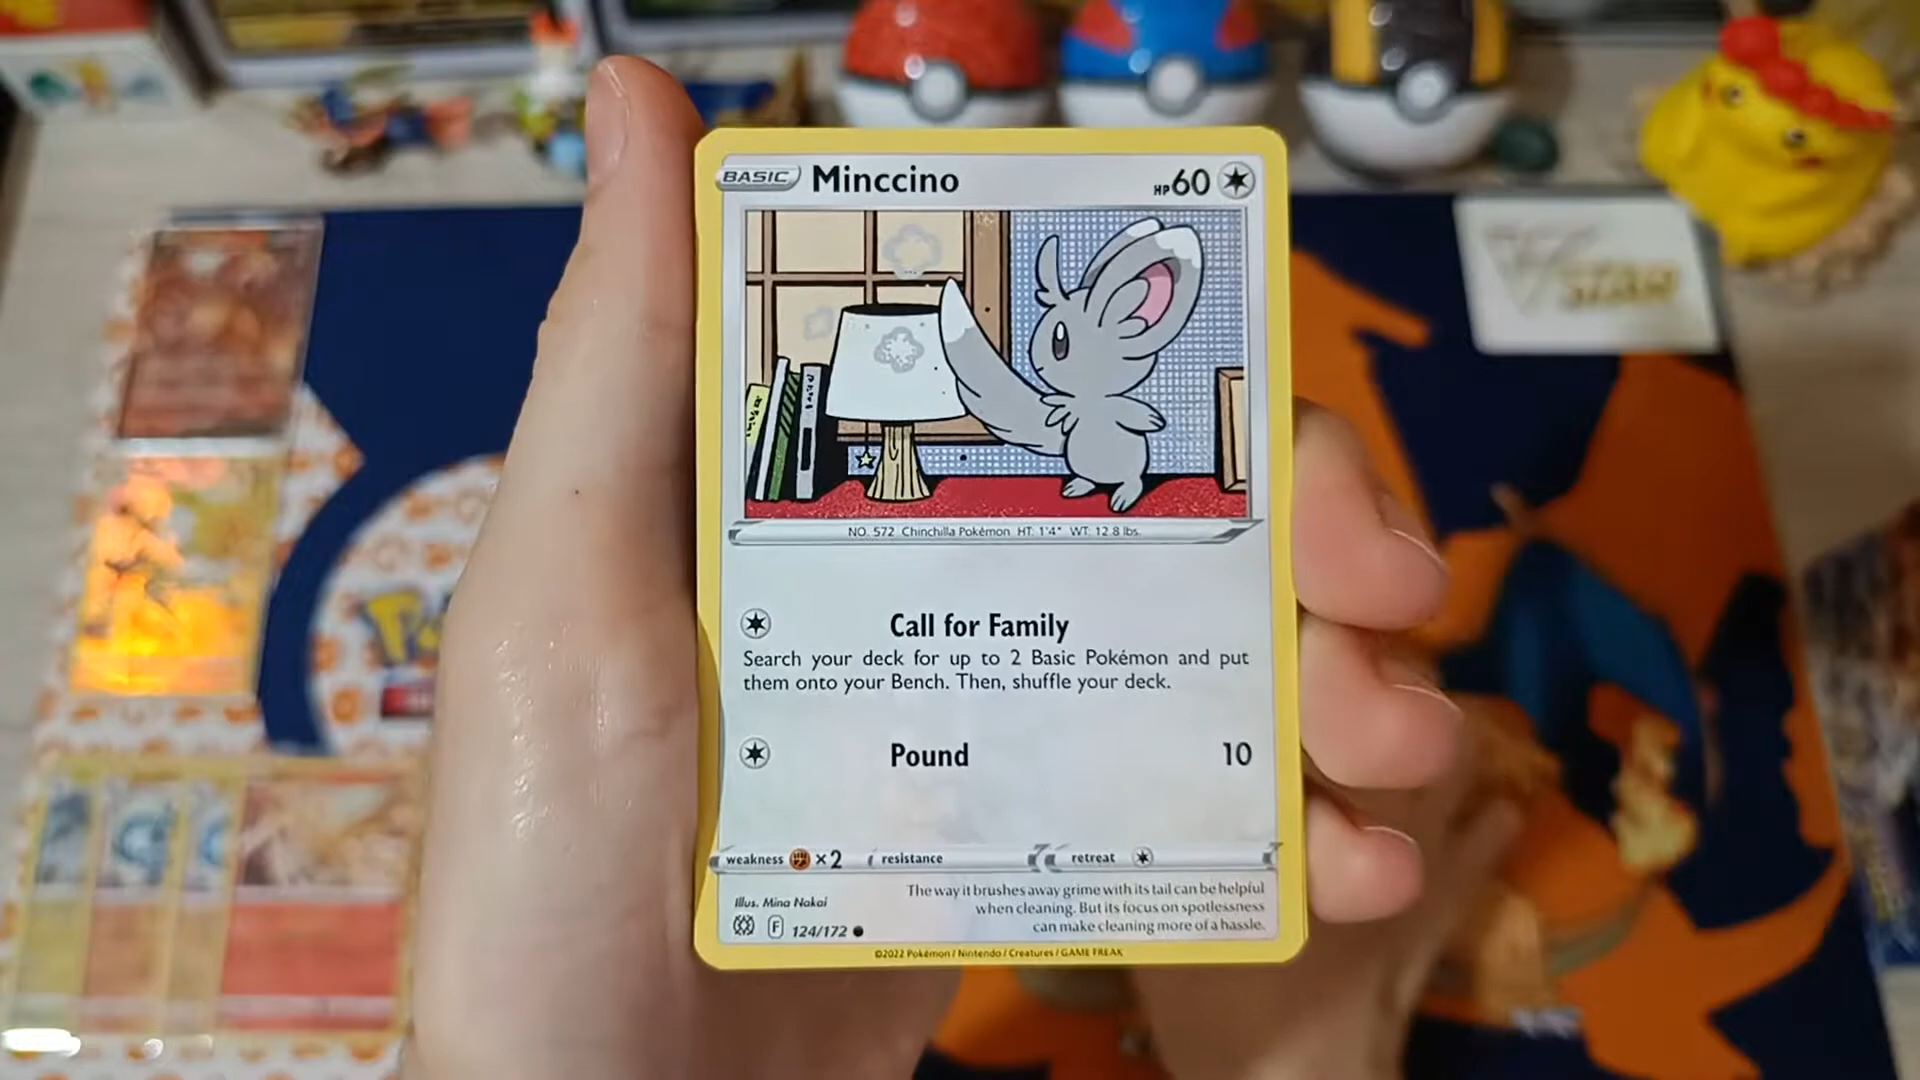 BASIC Minccino HP 60
NO. 572 Chinchilla Pokémon HT: 1'4" WT: 12.8 lbs.
Call for Family
Search your deck for up to 2 Basic Pokémon and put
them onto your Bench. Then, shuffle your deck.
Pound 10
weakness ×2 resistance retreat
Illus. Mina Nakai
The way it brushes away grime with its tail can be helpful
when cleaning. But its focus on spotlessness
can make cleaning more of a hassle.
F 124/172
©2022 Pokémon / Nintendo / Creatures / GAME FREAK
V STAR